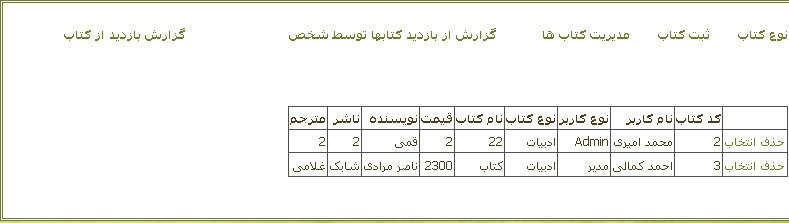 نوع کتاب ثبت کتاب مدیریت کتاب ها گزارش از بازدید کتابها توسط شخص گزارش بازدید از کتاب
کد کتاب نام کاربر نوع کاربر نوع کتاب نام کتاب قیمت نویسنده ناشر مترجم
حذف انتخاب 2 محمد امیری Admin ادبیات 22 2 قمی 2 2
حذف انتخاب 3 احمد کمالی مدیر ادبیات کتاب 2300 ناصر مرادی شابک غلامی